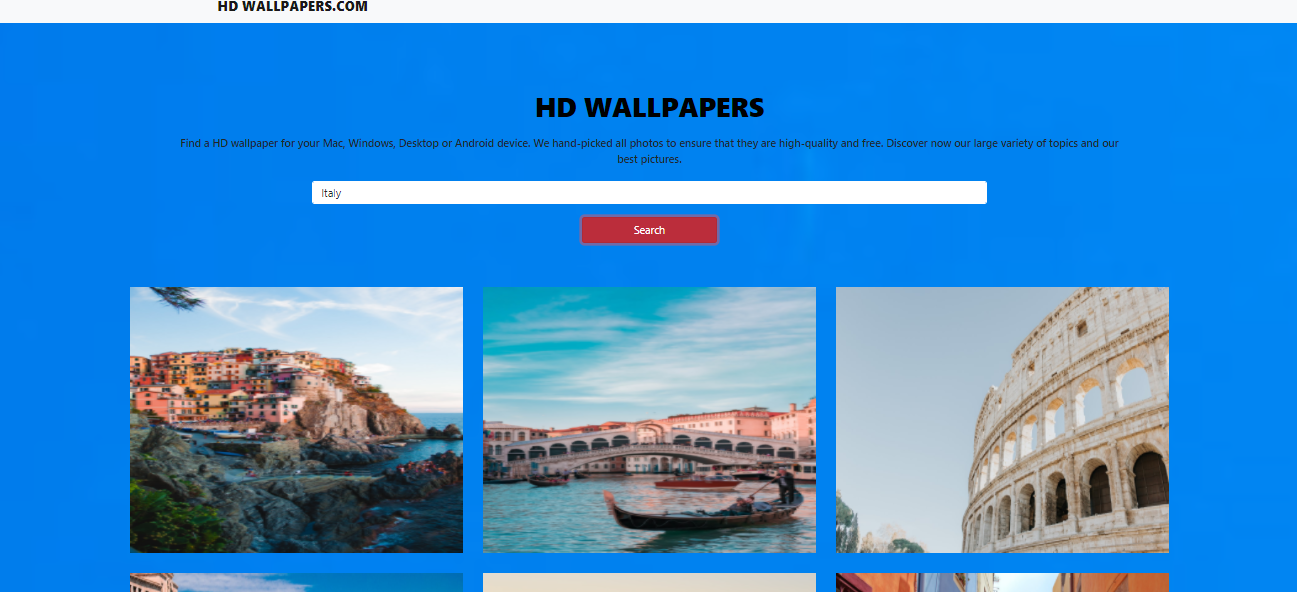 HD WALLPAPERS.COM
HD WALLPAPERS
Find a HD wallpaper for your Mac, Windows, Desktop or Android device. We hand-picked all photos to ensure that they are high-quality and free. Discover now our large variety of topics and our
best pictures.
Italy
Search